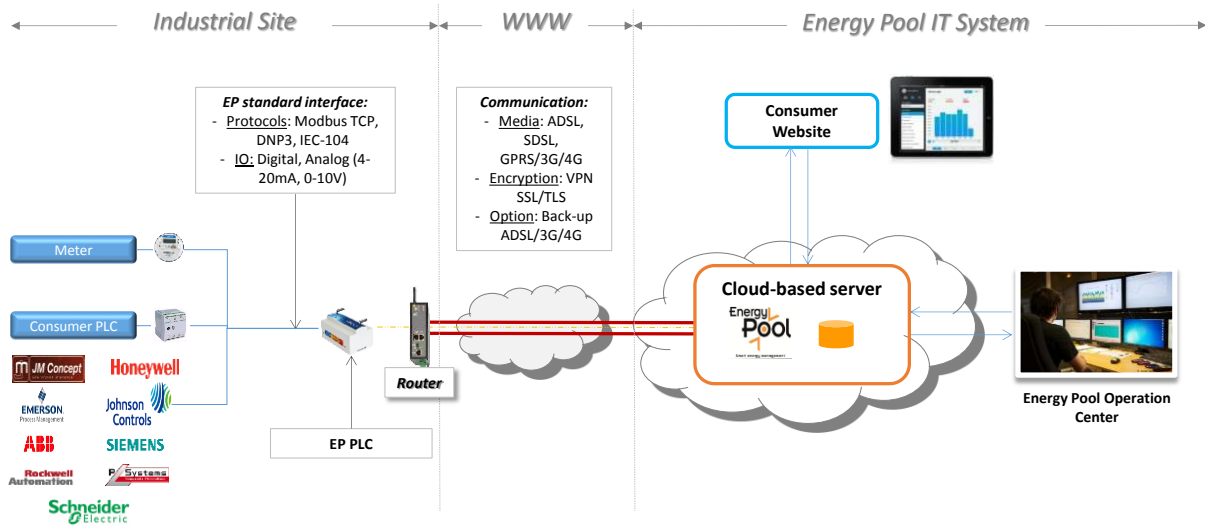 Industrial Site
WWW
Energy Pool IT System
EP standard interface:
- Protocols: Modbus TCP,
DNP3, IEC-104
- IO: Digital, Analog (4-
20mA, 0-10V)
Communication:
- Media: ADSL,
SDSL,
GPRS/3G/4G
- Encryption: VPN
SSL/TLS
- Option: Back-up
ADSL/3G/4G
Consumer
Website
Meter
Consumer PLC
Cloud-based server
Energy
Pool
Smart energy management
Router
EP PLC
Energy Pool Operation
Center
JM Concept
Honeywell
EMERSON
Process Management
Johnson
Controls
ABB
SIEMENS
Rockwell
Automation
Systems
Schneider
Electric